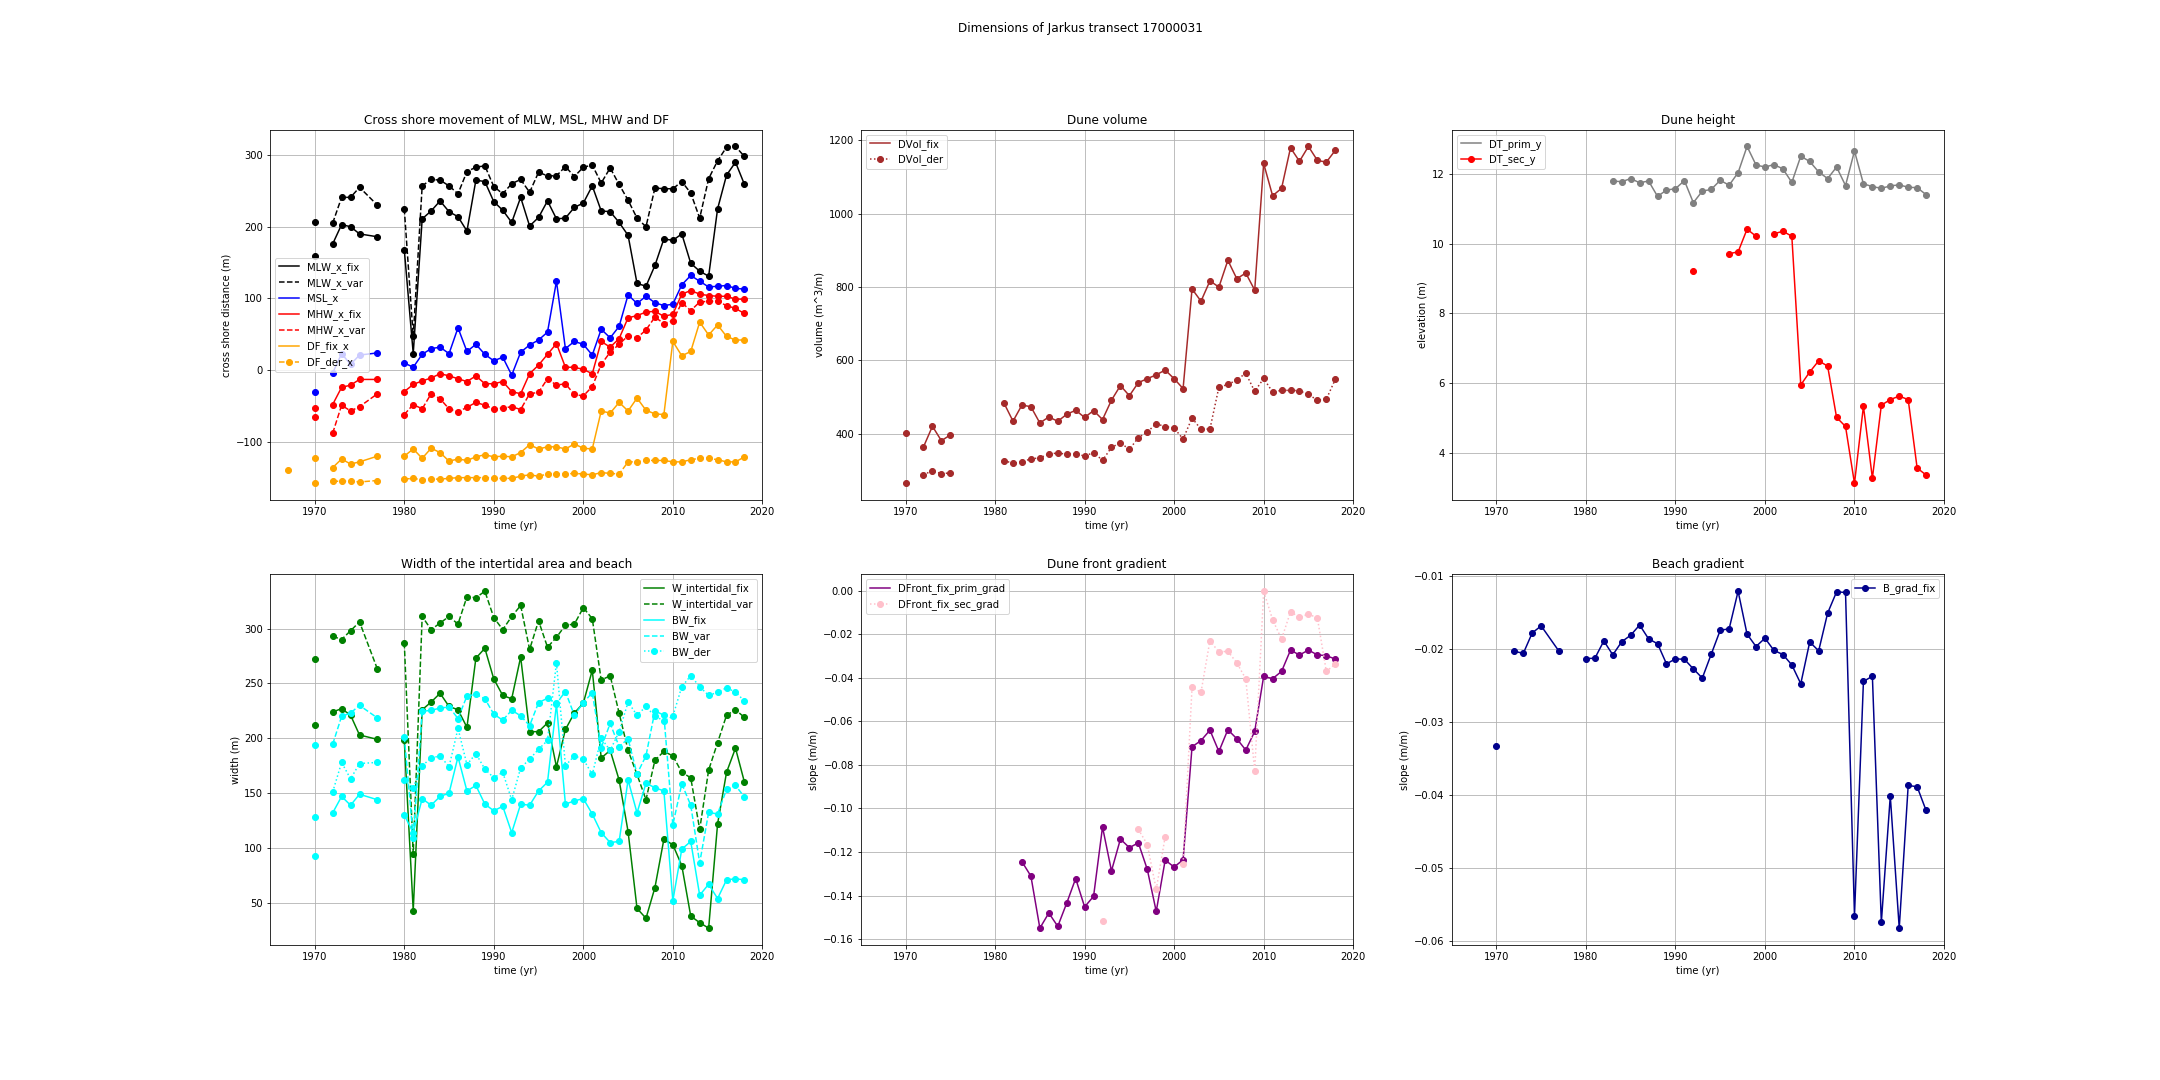 Dimensions of Jarkus transect 17000031
Cross shore movement of MLW, MSL, MHW and DF
cross shore distance (m)
300
200
100
0
−100
MLW_x_fix
MLW_x_var
MSL_x
MHW_x_fix
MHW_x_var
DF_fix_x
DF_der_x
1970 1980 1990 2000 2010 2020
time (yr)
Dune volume
volume (m^3/m)
1200
1000
800
600
400
DVol_fix
DVol_der
1970 1980 1990 2000 2010 2020
time (yr)
Dune height
elevation (m)
12
10
8
6
4
DT_prim_y
DT_sec_y
1970 1980 1990 2000 2010 2020
time (yr)
Width of the intertidal area and beach
width (m)
300
250
200
150
100
50
W_intertidal_fix
W_intertidal_var
BW_fix
BW_var
BW_der
1970 1980 1990 2000 2010 2020
time (yr)
Dune front gradient
slope (m/m)
0.00
−0.02
−0.04
−0.06
−0.08
−0.10
−0.12
−0.14
−0.16
DFront_fix_prim_grad
DFront_fix_sec_grad
1970 1980 1990 2000 2010 2020
time (yr)
Beach gradient
slope (m/m)
−0.01
−0.02
−0.03
−0.04
−0.05
−0.06
B_grad_fix
1970 1980 1990 2000 2010 2020
time (yr)